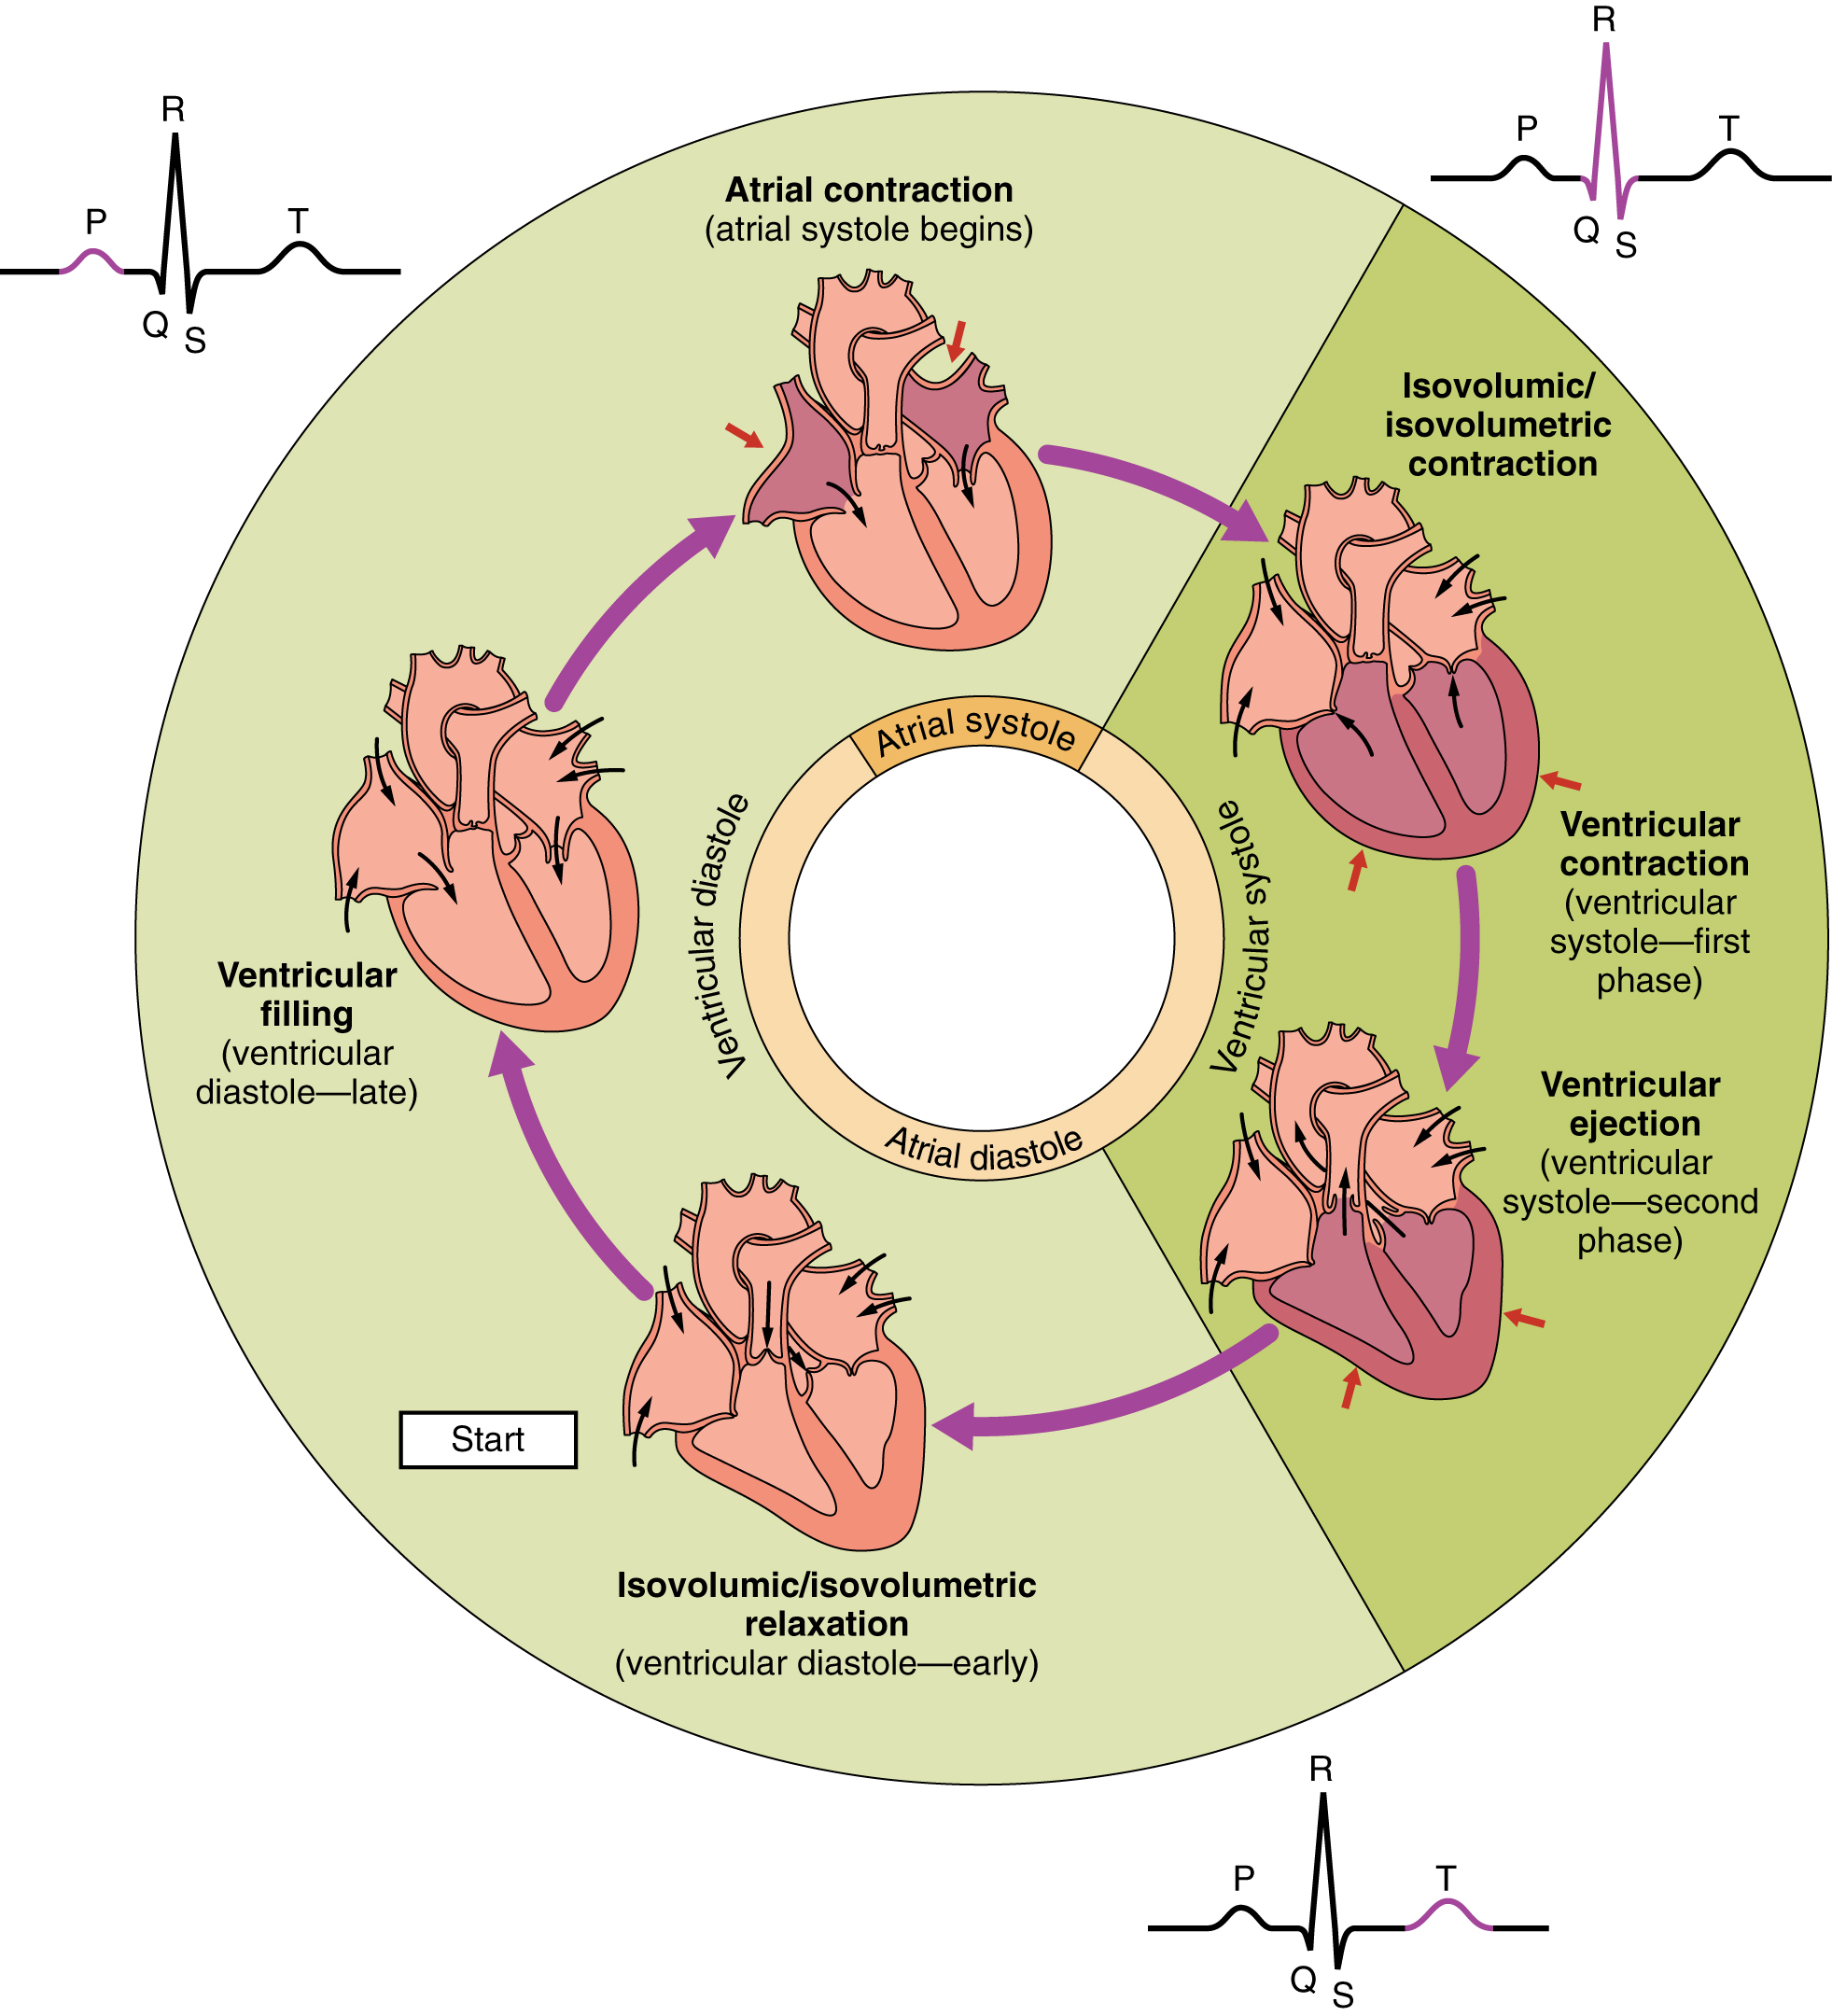 R
P
T
Q
S
R
P
T
Q
S
Atrial contraction
(atrial systole begins)
Isovolumic/
isovolumetric
contraction
Atrial systole
Ventricular diastole
Ventricular systole
Atrial diastole
Ventricular
contraction
(ventricular
systole—first
phase)
Ventricular
filling
(ventricular
diastole—late)
Ventricular
ejection
(ventricular
systole—second
phase)
Start
Isovolumic/isovolumetric
relaxation
(ventricular diastole—early)
R
P
T
Q
S